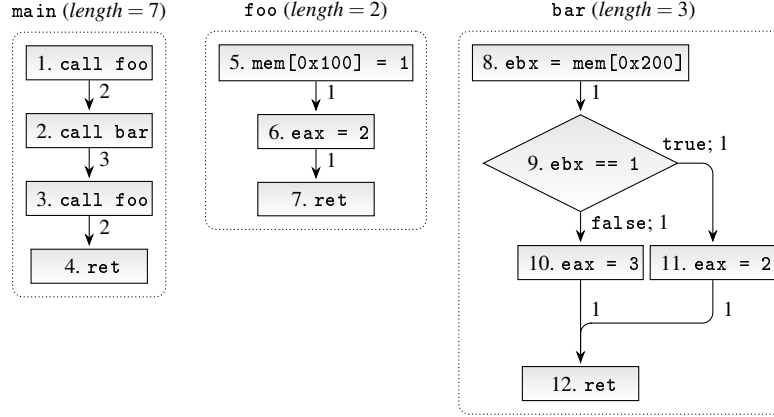 main (length = 7)
1. call foo
2
2. call bar
3
3. call foo
2
4. ret
foo (length = 2)
5. mem[0x100] = 1
1
6. eax = 2
1
7. ret
bar (length = 3)
8. ebx = mem[0x200]
1
9. ebx == 1
true; 1
false; 1
10. eax = 3
11. eax = 2
1
1
12. ret